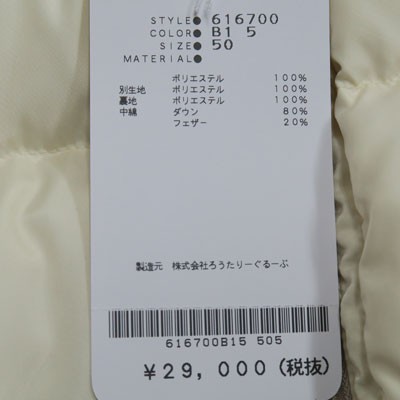 STYLE● 616700
COLOR● B1 5
SIZE● 50
MATERIAL●
ポリエステル 100%
別生地 ポリエステル 100%
裏地 ポリエステル 100%
中綿 ダウン 80%
フェザー 20%
製造元 株式会社ろうたりーぐるーぷ
616700B15 505
¥29,000(税抜)